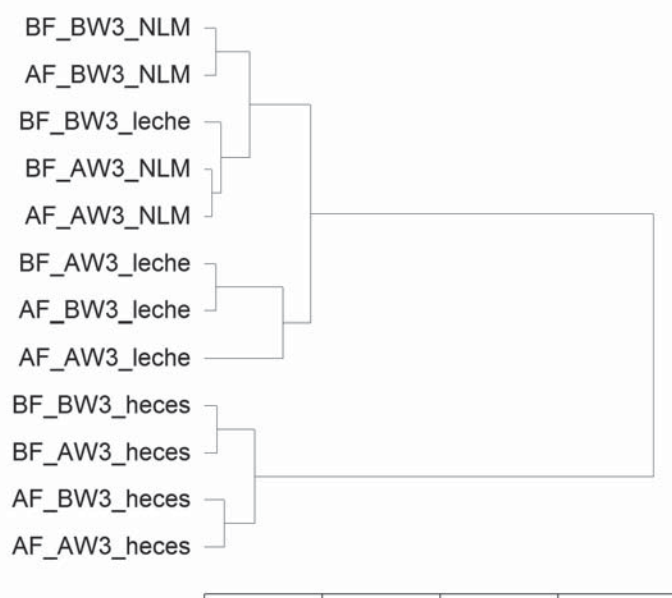 BF_BW3_NLM
AF_BW3_NLM
BF_BW3_leche
BF_AW3_NLM
AF_AW3_NLM
BF_AW3_leche
AF_BW3_leche
AF_AW3_leche
BF_BW3_heces
BF_AW3_heces
AF_BW3_heces
AF_AW3_heces